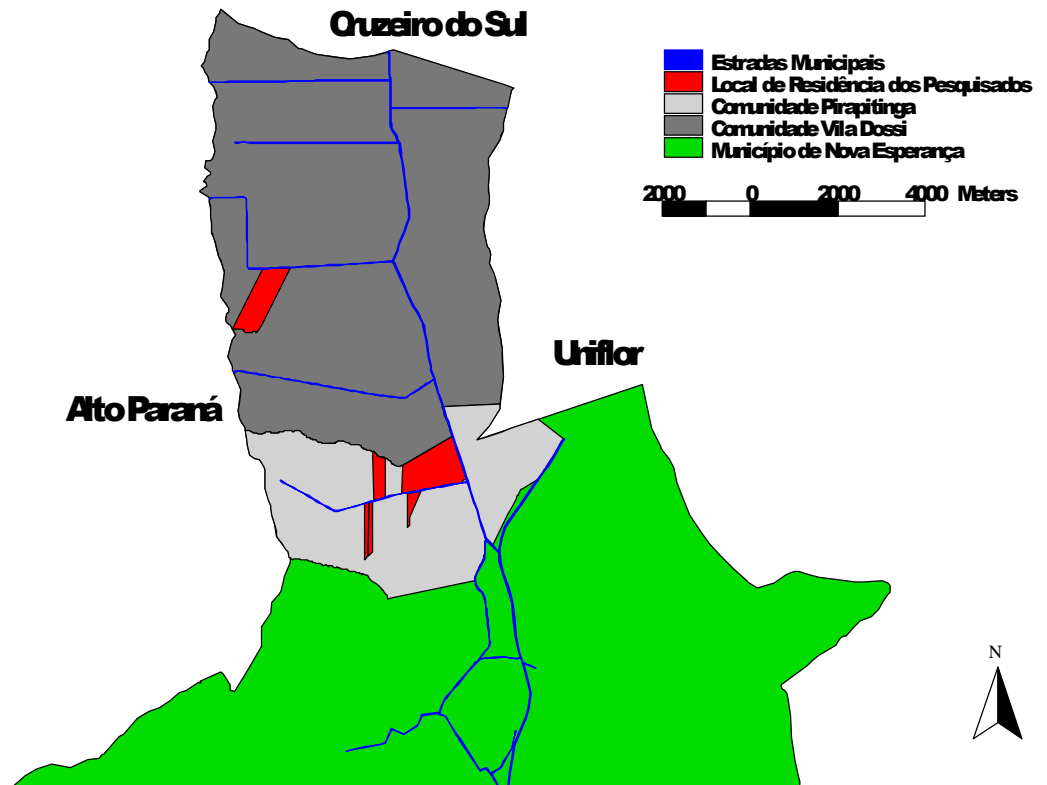 Cruzeiro do Sul
Estradas Municipais
Local de Residência dos Pesquisados
Comunidade Pirapitinga
Comunidade Vila Dossi
Município de Nova Esperança
2000 0 2000 4000 Meters
Uniflor
Alto Paraná
N